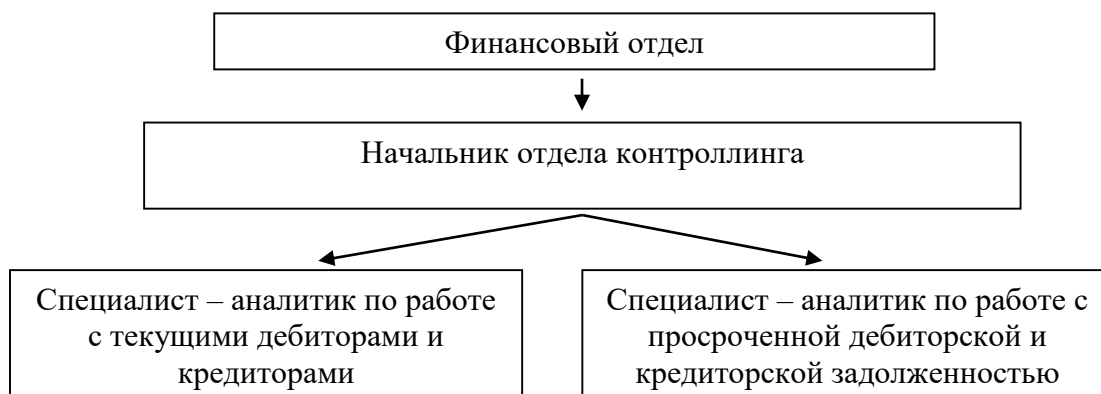 Финансовый отдел
Начальник отдела контроллинга
Специалист – аналитик по работе
с текущими дебиторами и
кредиторами
Специалист – аналитик по работе с
просроченной дебиторской и
кредиторской задолженностью